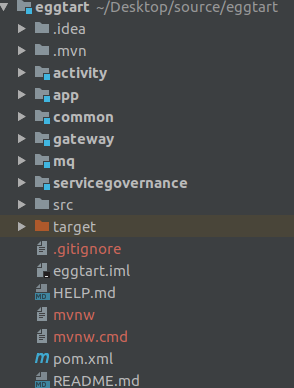 eggtart ~/Desktop/source/eggtart
.idea
.mvn
activity
app
common
gateway
mq
servicegovernance
src
target
.gitignore
eggtart.iml
HELP.md
mvnw
mvnw.cmd
pom.xml
README.md